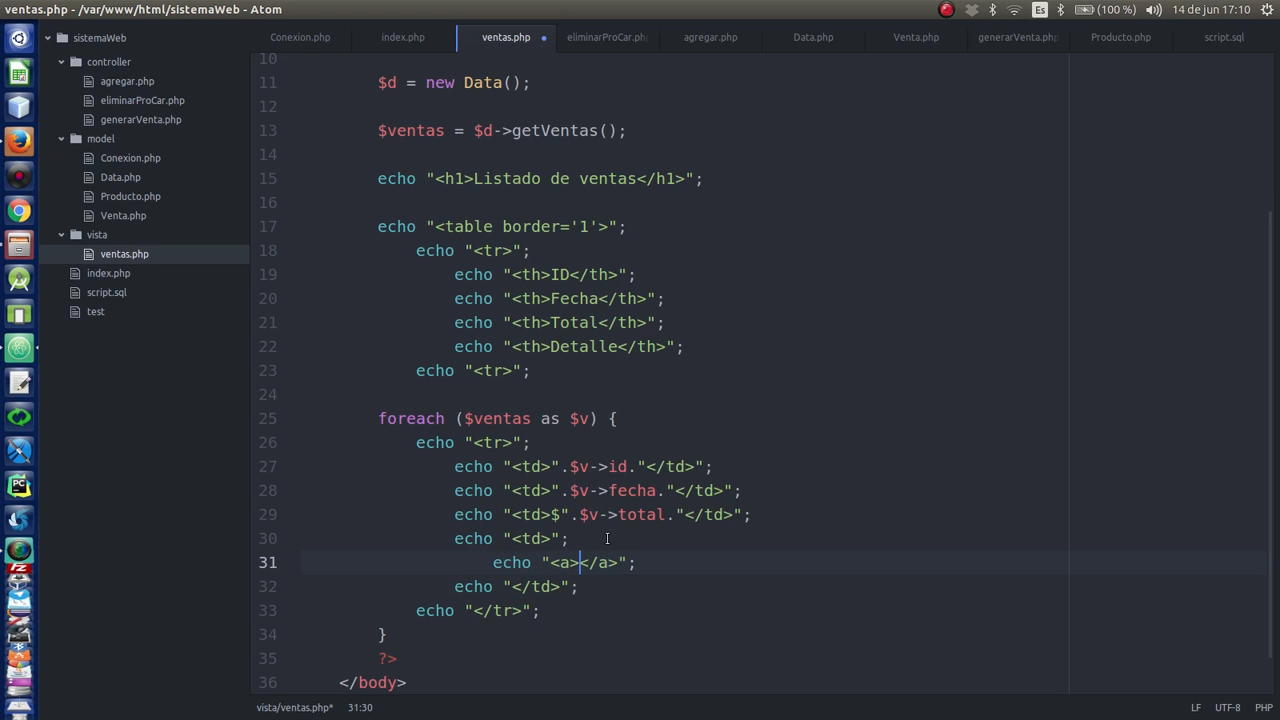 ventas.php - /var/www/html/sistemaWeb - Atom
Es
(100 %)
14 de jun 17:10
sistemaWeb
controller
agregar.php
eliminarProCar.php
generarVenta.php
model
Conexion.php
Data.php
Producto.php
Venta.php
vista
ventas.php
index.php
script.sql
test
Conexion.php
index.php
ventas.php
eliminarProCar.php
agregar.php
Data.php
Venta.php
generarVenta.php
Producto.php
script.sql
10
11 $d = new Data();
12
13 $ventas = $d->getVentas();
14
15 echo "<h1>Listado de ventas</h1>";
16
17 echo "<table border='1'>";
18 echo "<tr>";
19 echo "<th>ID</th>";
20 echo "<th>Fecha</th>";
21 echo "<th>Total</th>";
22 echo "<th>Detalle</th>";
23 echo "<tr>";
24
25 foreach ($ventas as $v) {
26 echo "<tr>";
27 echo "<td>".$v->id."</td>";
28 echo "<td>".$v->fecha."</td>";
29 echo "<td>$".$v->total."</td>";
30 echo "<td>";
31 echo "<a></a>";
32 echo "</td>";
33 echo "</tr>";
34 }
35 ?>
36 </body>
vista/ventas.php* 31:30
LF UTF-8 PHP
PC
FZ